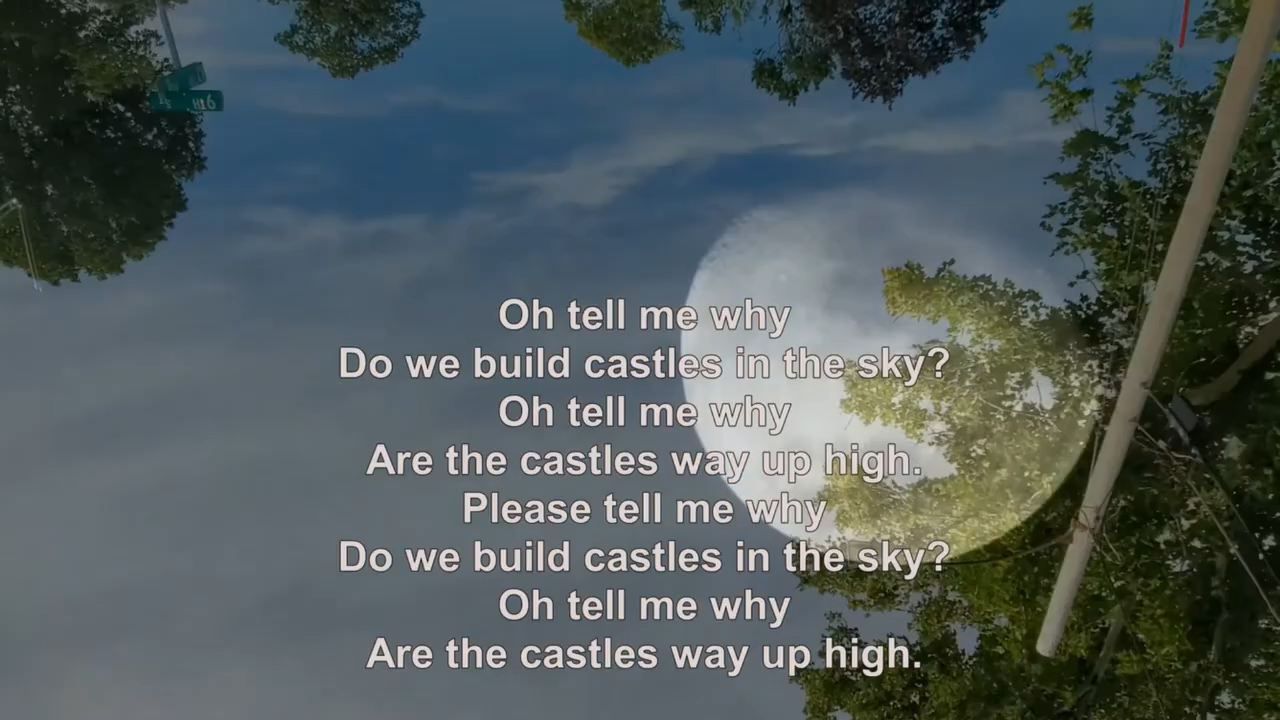 Oh tell me why
Do we build castles in the sky?
Oh tell me why
Are the castles way up high.
Please tell me why
Do we build castles in the sky?
Oh tell me why
Are the castles way up high.